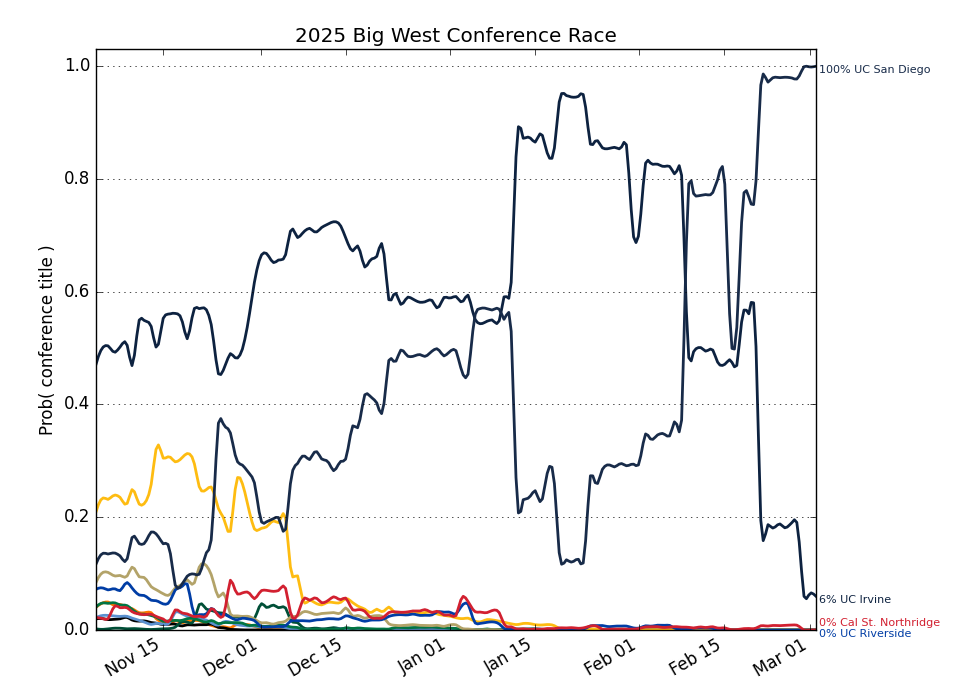 2025 Big West Conference Race
Prob( conference title )
1.0
0.8
0.6
0.4
0.2
0.0
Nov 15
Dec 01
Dec 15
Jan 01
Jan 15
Feb 01
Feb 15
Mar 01
100% UC San Diego
6% UC Irvine
0% Cal St. Northridge
0% UC Riverside